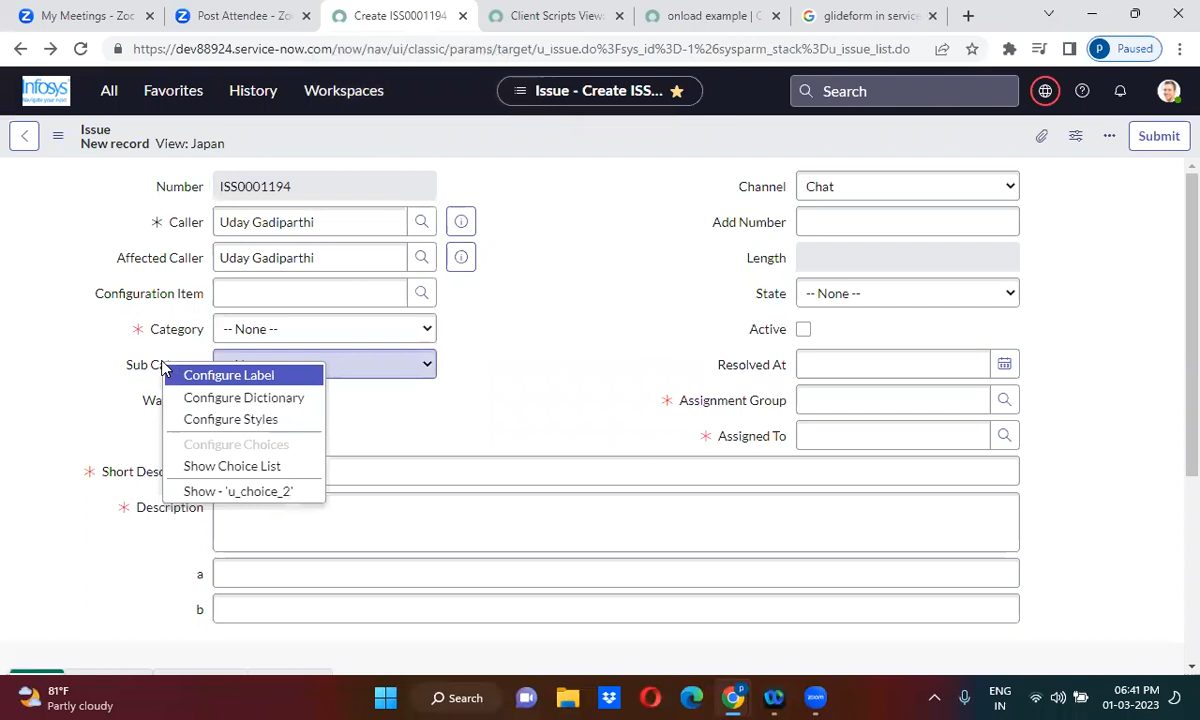 My Meetings - Zoo
Post Attendee - Zoo
Create ISS0001194
Client Scripts View:
onload example | C
glideform in service
https://dev88924.service-now.com/now/nav/ui/classic/params/target/u_issue.do%3Fsys_id%3D-1%26sysparm_stack%3Du_issue_list.do
P
Paused
Infosys
Navigate your next
All
Favorites
History
Workspaces
Issue - Create ISS...
Search
Issue
New record View: Japan
Submit
Number
ISS0001194
Channel
Chat
Caller
Uday Gadiparthi
Add Number
Affected Caller
Uday Gadiparthi
Length
Configuration Item
State
-- None --
Category
-- None --
Active
Sub C
Resolved At
Configure Label
Configure Dictionary
Wa
Assignment Group
Configure Styles
Assigned To
Configure Choices
Show Choice List
Short Desc
Show - 'u_choice_2'
Description
a
b
81°F
Partly cloudy
Search
ENG
IN
06:41 PM
01-03-2023